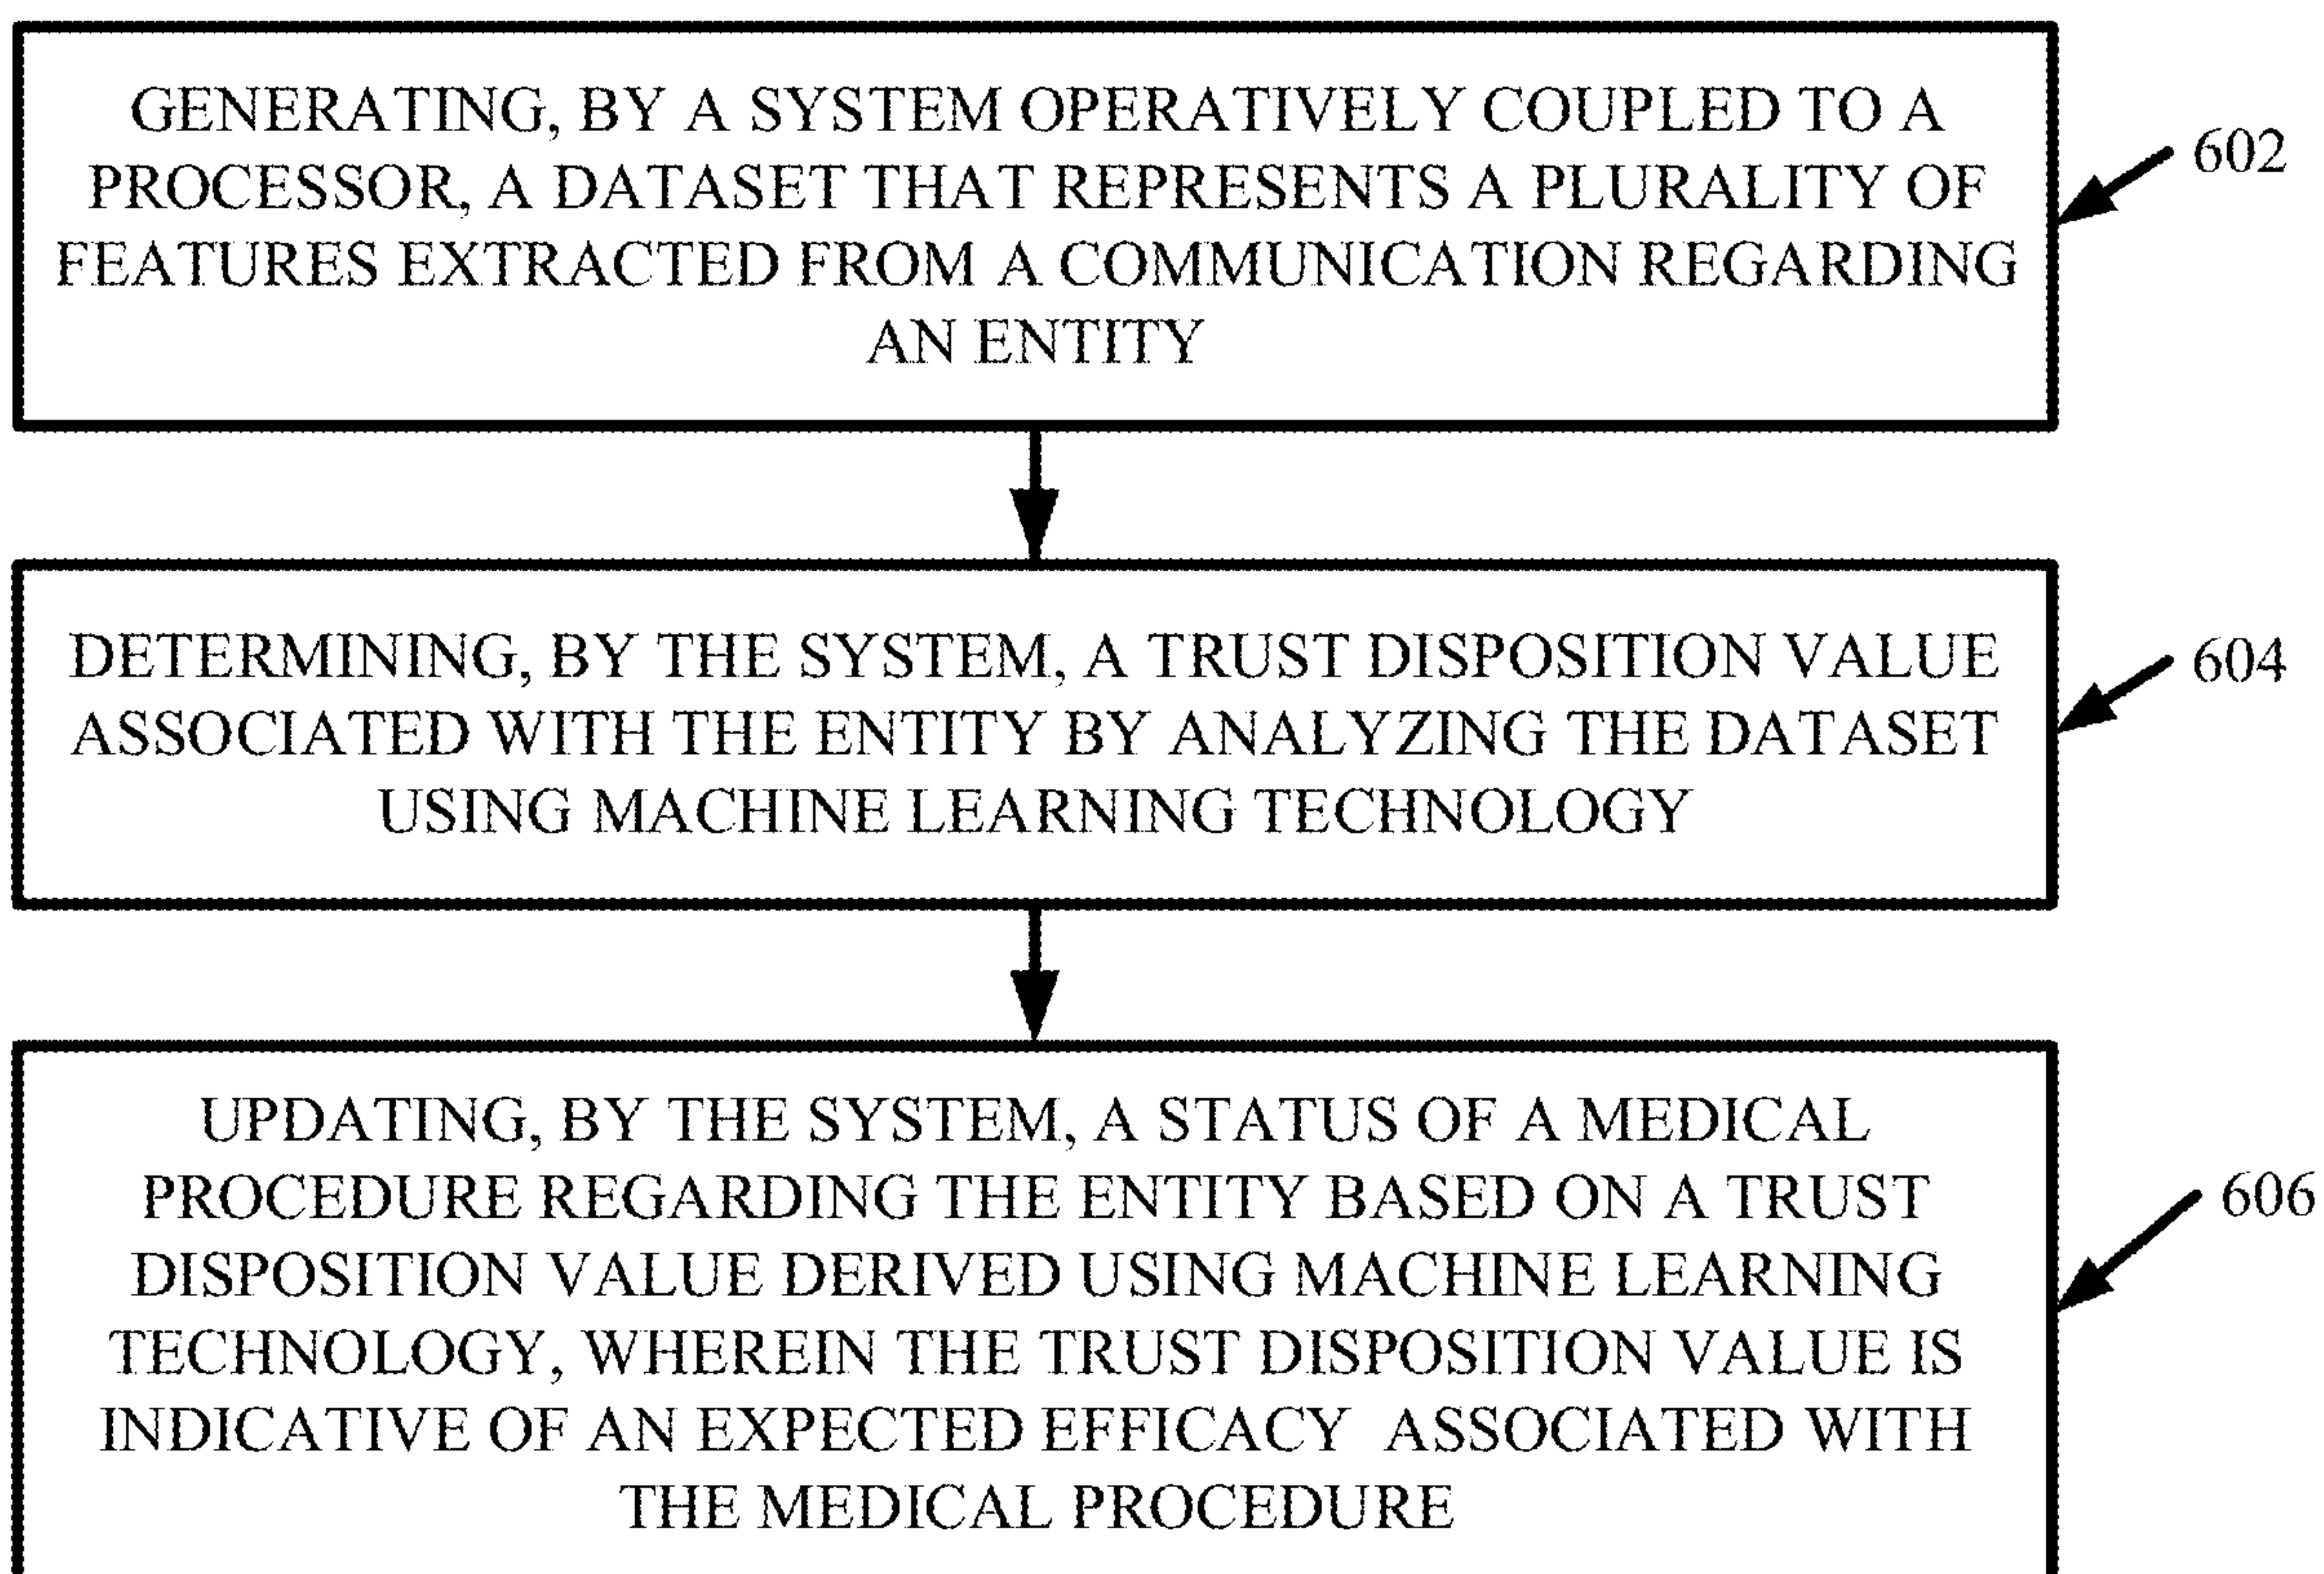 GENERATING, BY A SYSTEM OPERATIVELY COUPLED TO A
PROCESSOR, A DATASET THAT REPRESENTS A PLURALITY OF
FEATURES EXTRACTED FROM A COMMUNICATION REGARDING
AN ENTITY
602
DETERMINING, BY THE SYSTEM, A TRUST DISPOSITION VALUE
ASSOCIATED WITH THE ENTITY BY ANALYZING THE DATASET
USING MACHINE LEARNING TECHNOLOGY
604
UPDATING, BY THE SYSTEM, A STATUS OF A MEDICAL
PROCEDURE REGARDING THE ENTITY BASED ON A TRUST
DISPOSITION VALUE DERIVED USING MACHINE LEARNING
TECHNOLOGY, WHEREIN THE TRUST DISPOSITION VALUE IS
INDICATIVE OF AN EXPECTED EFFICACY ASSOCIATED WITH
THE MEDICAL PROCEDURE
606